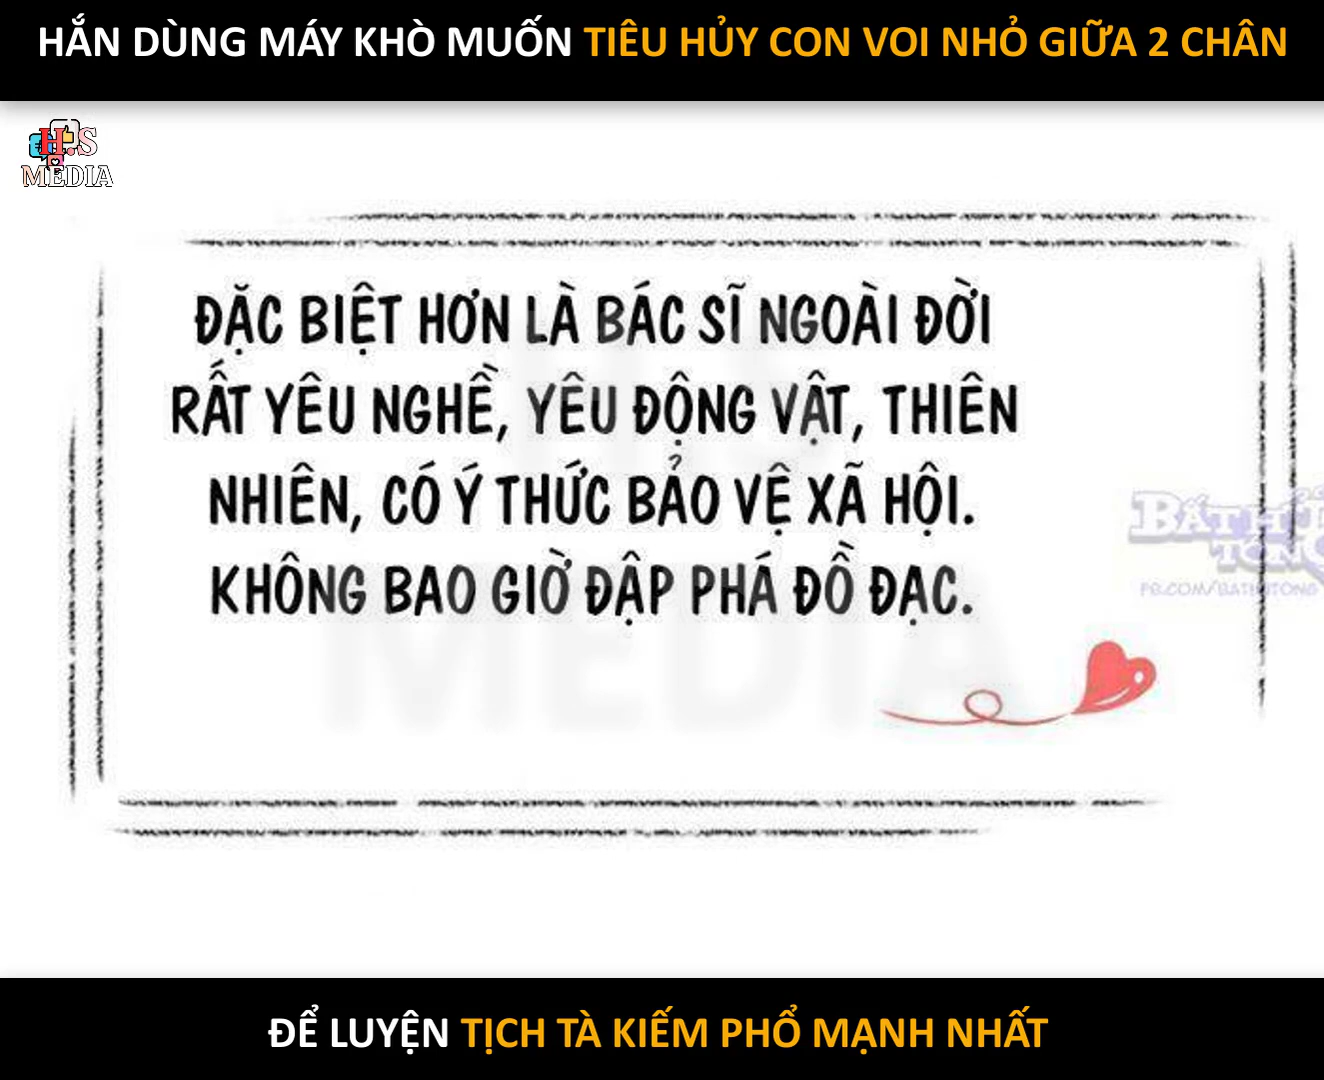 HẮN DÙNG MÁY KHÒ MUỐN TIÊU HỦY CON VOI NHỎ GIỮA 2 CHÂN
H.S
MEDIA
ĐẶC BIỆT HƠN LÀ BÁC SĨ NGOÀI ĐỜI
RẤT YÊU NGHỀ, YÊU ĐỘNG VẬT, THIÊN
NHIÊN, CÓ Ý THỨC BẢO VỆ XÃ HỘI.
KHÔNG BAO GIỜ ĐẬP PHÁ ĐỒ ĐẠC.
TÔNG
MEDIA
ĐỂ LUYỆN TỊCH TÀ KIẾM PHỔ MẠNH NHẤT